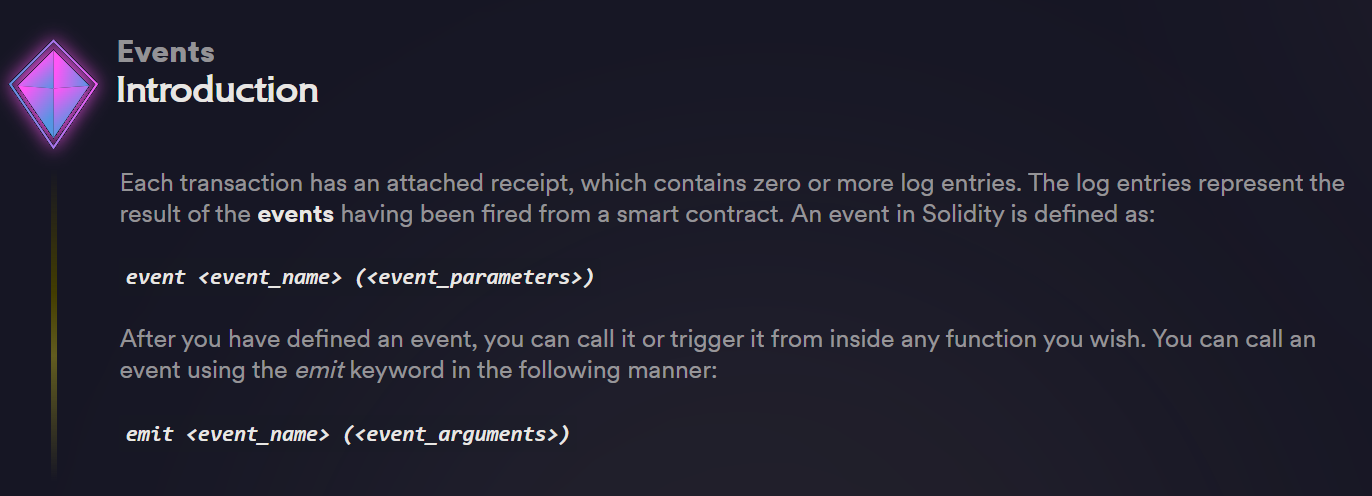 Events
Introduction
Each transaction has an attached receipt, which contains zero or more log entries. The log entries represent the
result of the events having been fired from a smart contract. An event in Solidity is defined as:
event <event_name> (<event_parameters>)
After you have defined an event, you can call it or trigger it from inside any function you wish. You can call an
event using the emit keyword in the following manner:
emit <event_name> (<event_arguments>)